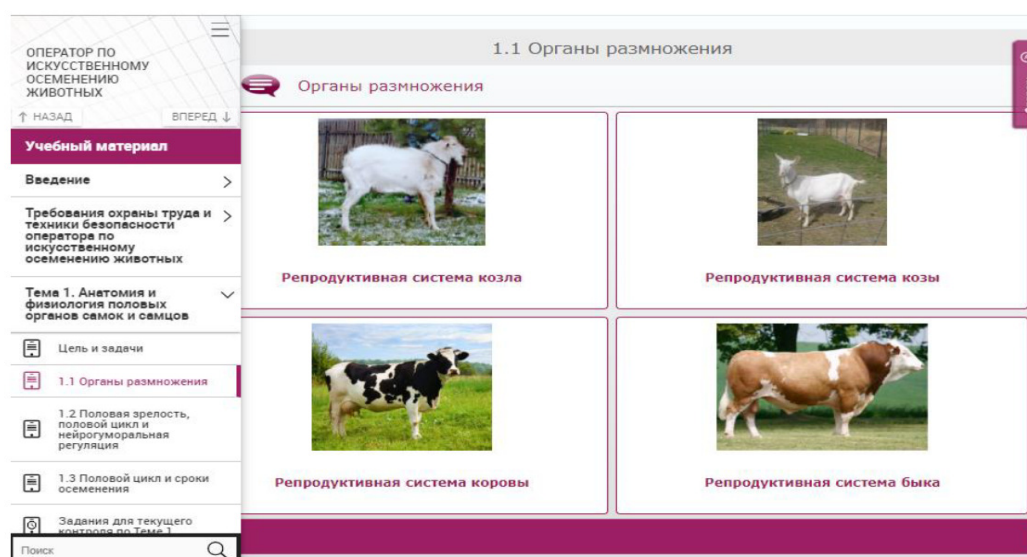 ОПЕРАТОР ПО
ИСКУССТВЕННОМУ
ОСЕМЕНЕНИЮ
ЖИВОТНЫХ
↑ НАЗАД
ВПЕРЕД ↓
Учебный материал
Введение
Требования охраны труда и
техники безопасности
оператора по
искусственному
осеменению животных
Тема 1. Анатомия и
физиология половых
органов самок и самцов
Цель и задачи
1.1 Органы размножения
1.2 Половая зрелость,
половой цикл и
нейрогуморальная
регуляция
1.3 Половой цикл и сроки
осеменения
Задания для текущего
контроля по Теме 1
Поиск
1.1 Органы размножения
Органы размножения
Репродуктивная система козла
Репродуктивная система козы
Репродуктивная система коровы
Репродуктивная система быка